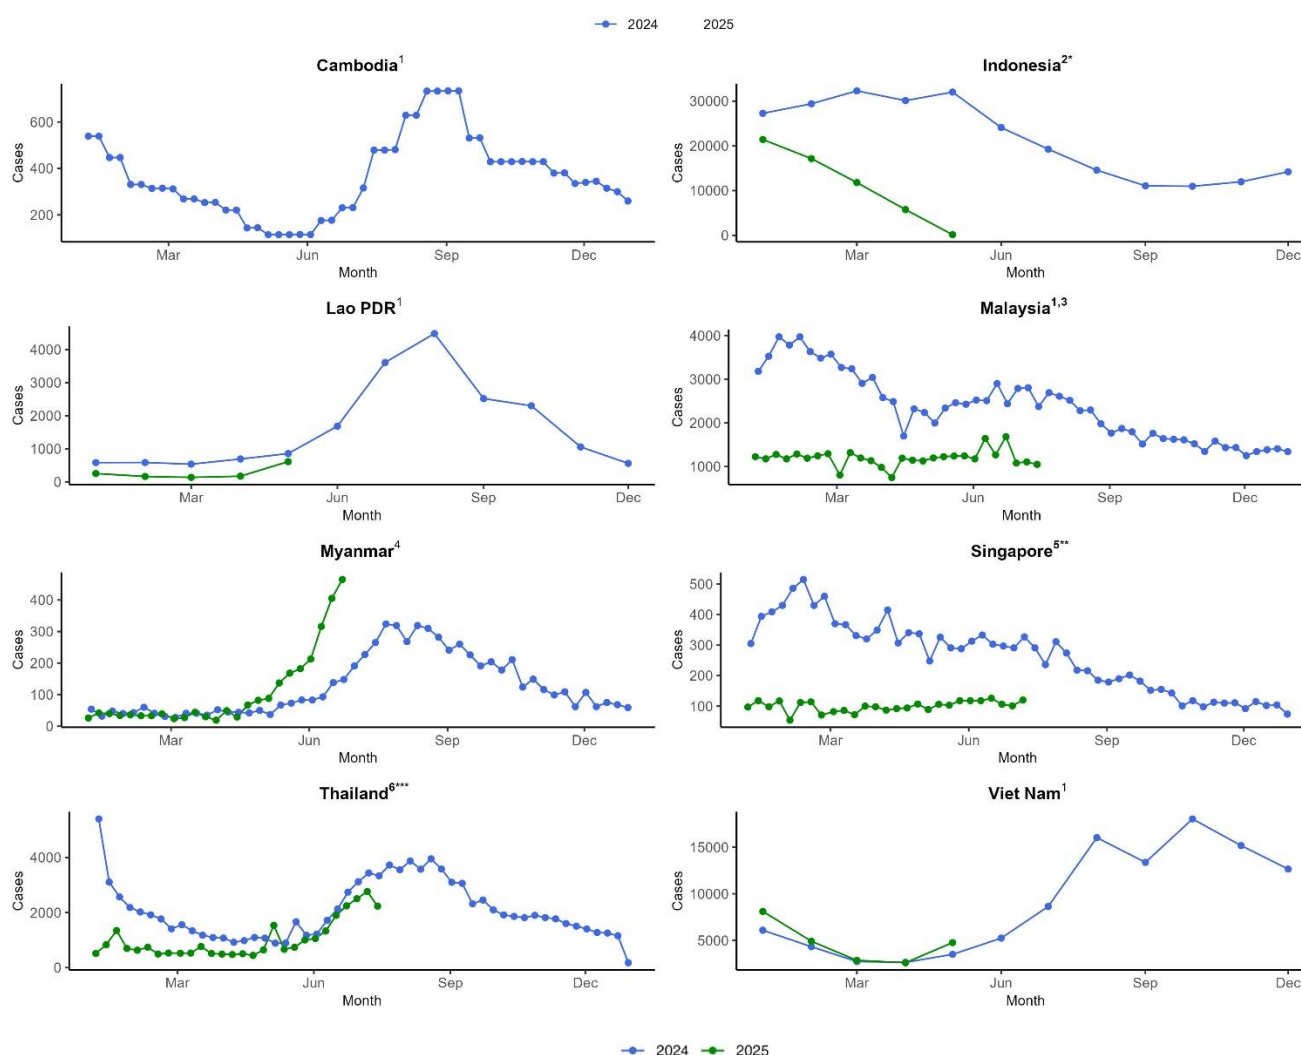 2024 2025
Cambodia1
Cases
600
400
200
Mar Jun Sep Dec
Month
Indonesia2*
Cases
30000
20000
10000
0
Mar Jun Sep Dec
Month
Lao PDR1
Cases
4000
3000
2000
1000
0
Mar Jun Sep Dec
Month
Malaysia1,3
Cases
4000
3000
2000
1000
Mar Jun Sep Dec
Month
Myanmar4
Cases
400
300
200
100
0
Mar Jun Sep Dec
Month
Singapore5**
Cases
500
400
300
200
100
Mar Jun Sep Dec
Month
Thailand6***
Cases
4000
2000
0
Mar Jun Sep Dec
Month
Viet Nam1
Cases
15000
10000
5000
Mar Jun Sep Dec
Month
2024 2025